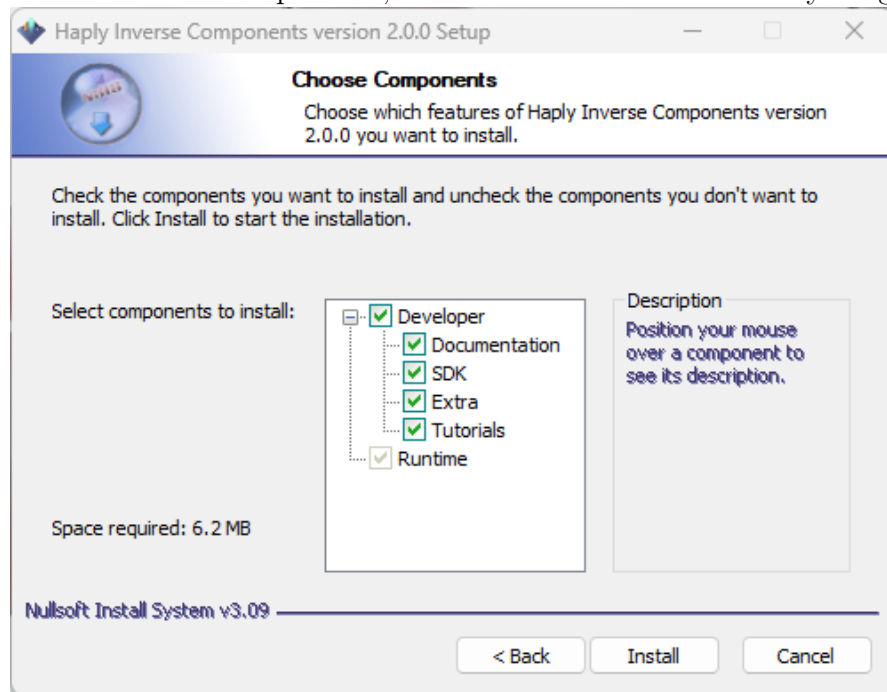 Haply Inverse Components version 2.0.0 Setup
Choose Components
Choose which features of Haply Inverse Components version
2.0.0 you want to install.
Check the components you want to install and uncheck the components you don't want to
install. Click Install to start the installation.
Select components to install:
Developer
Documentation
SDK
Extra
Tutorials
Runtime
Description
Position your mouse
over a component to
see its description.
Space required: 6.2 MB
Nullsoft Install System v3.09
< Back
Install
Cancel